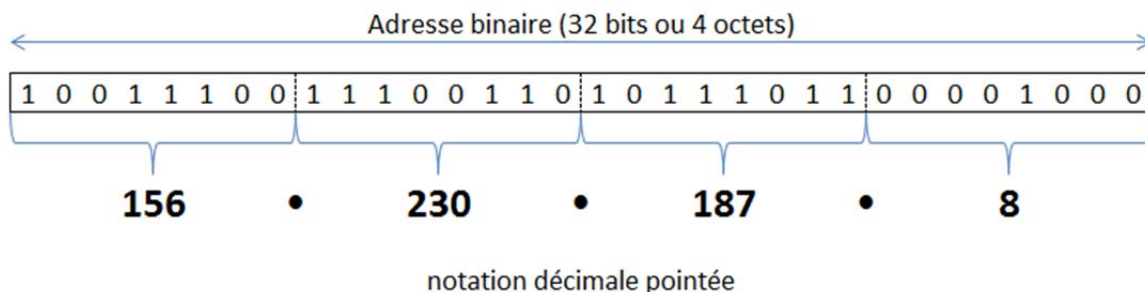 Adresse binaire (32 bits ou 4 octets)
1 0 0 1 1 1 0 0 1 1 1 0 0 1 1 0 1 0 1 1 1 0 1 1 0 0 0 0 1 0 0 0
156 • 230 • 187 • 8
notation décimale pointée